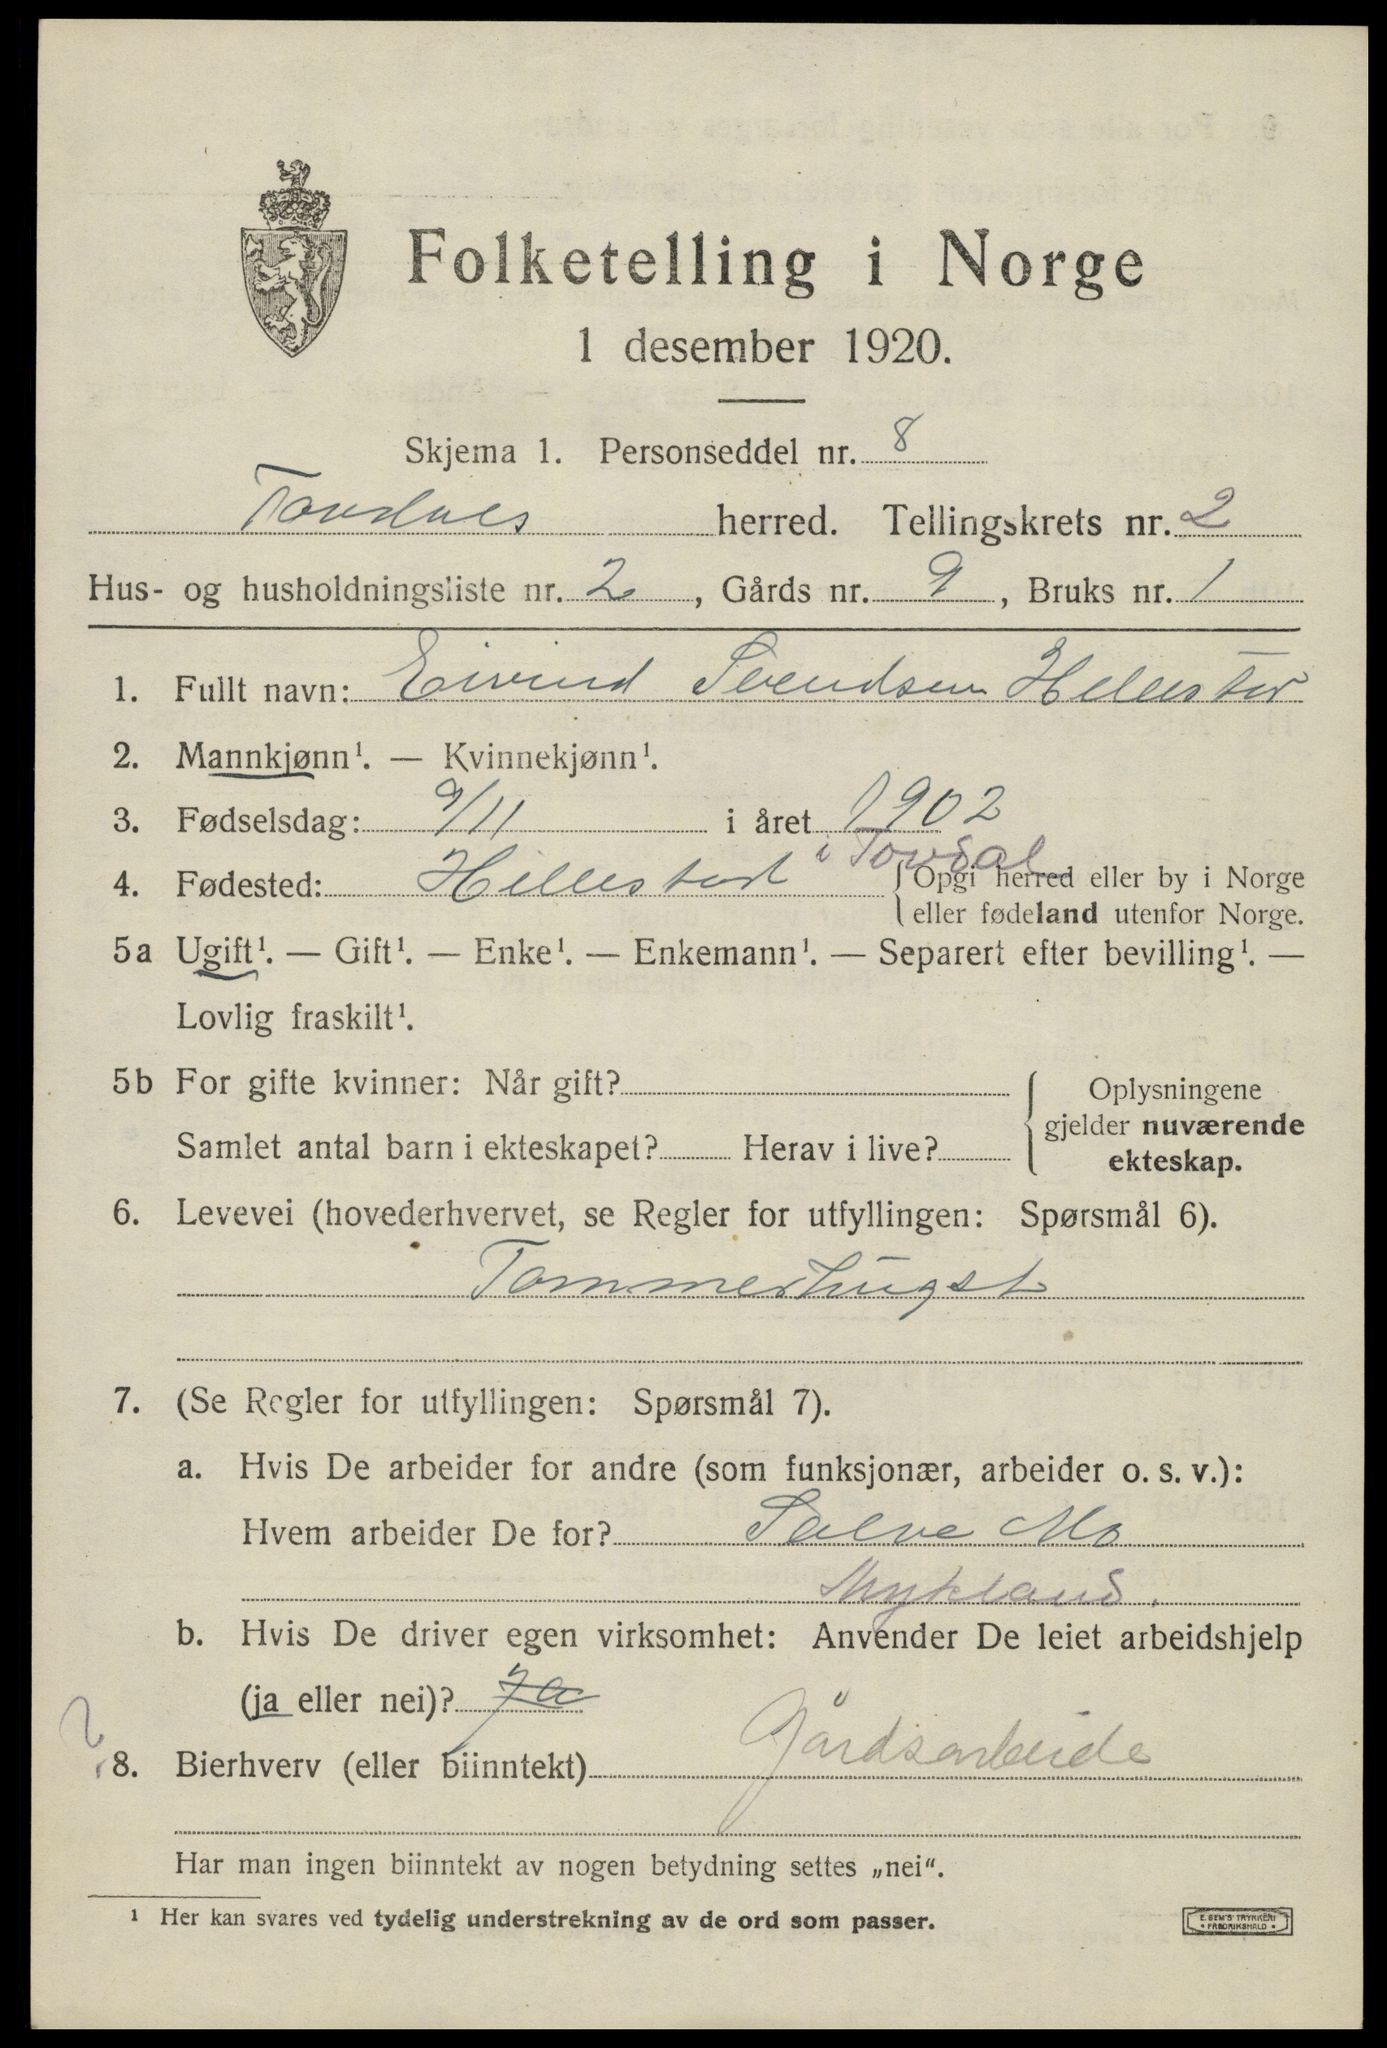 Folketelling i Norge
1 desember 1920.
Skjema 1. Personseddel nr. 8
Tovdals herred. Tellingskrets nr. 2
Hus- og husholdningsliste nr. 2, Gårds nr. 9, Bruks nr. 1
1. Fullt navn: Eivind Svendsen Hillestad
2. Mannkjønn¹. — Kvinnekjønn¹.
3. Fødselsdag: 9/11 i året 1902
4. Fødested: Hillestad i Tovdal { Opgi herred eller by i Norge
eller fødeland utenfor Norge.
5a Ugift¹. — Gift¹. — Enke¹. — Enkemann¹. — Separert efter bevilling¹. —
Lovlig fraskilt¹.
5b For gifte kvinner: Når gift?
Samlet antal barn i ekteskapet? Herav i live?
{ Oplysningene
gjelder nuværende
ekteskap.
6. Levevei (hovederhvervet, se Regler for utfyllingen: Spørsmål 6).
Tømmerhugst
7. (Se Regler for utfyllingen: Spørsmål 7).
a. Hvis De arbeider for andre (som funksjonær, arbeider o. s. v.):
Hvem arbeider De for? Salve Mo
Mykland.
b. Hvis De driver egen virksomhet: Anvender De leiet arbeidshjelp
(ja eller nei)? Ja
8. Bierhverv (eller biinntekt) Gårdsarbeide
Har man ingen biinntekt av nogen betydning settes „nei“.
¹ Her kan svares ved tydelig understrekning av de ord som passer.
E. SEM'S TRYKKERI
• FREDRIKSHALD •